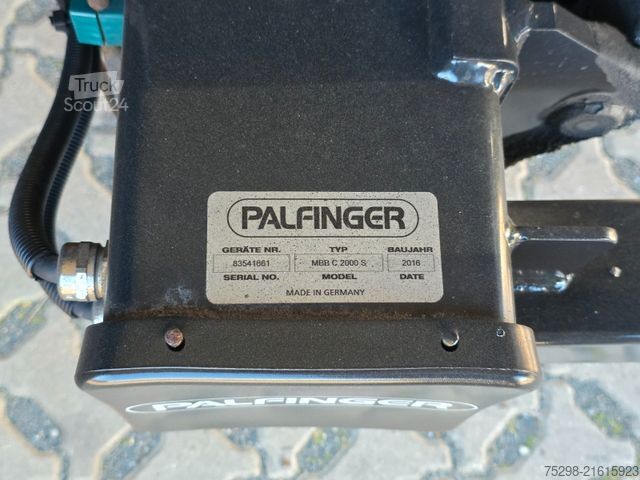 Truck
Scout24
PALFINGER
GERÄTE NR. TYP BAUJAHR
83541661 MBB C 2000 S 2016
SERIAL NO. MODEL DATE
MADE IN GERMANY
PALFINGER
75298-21615923